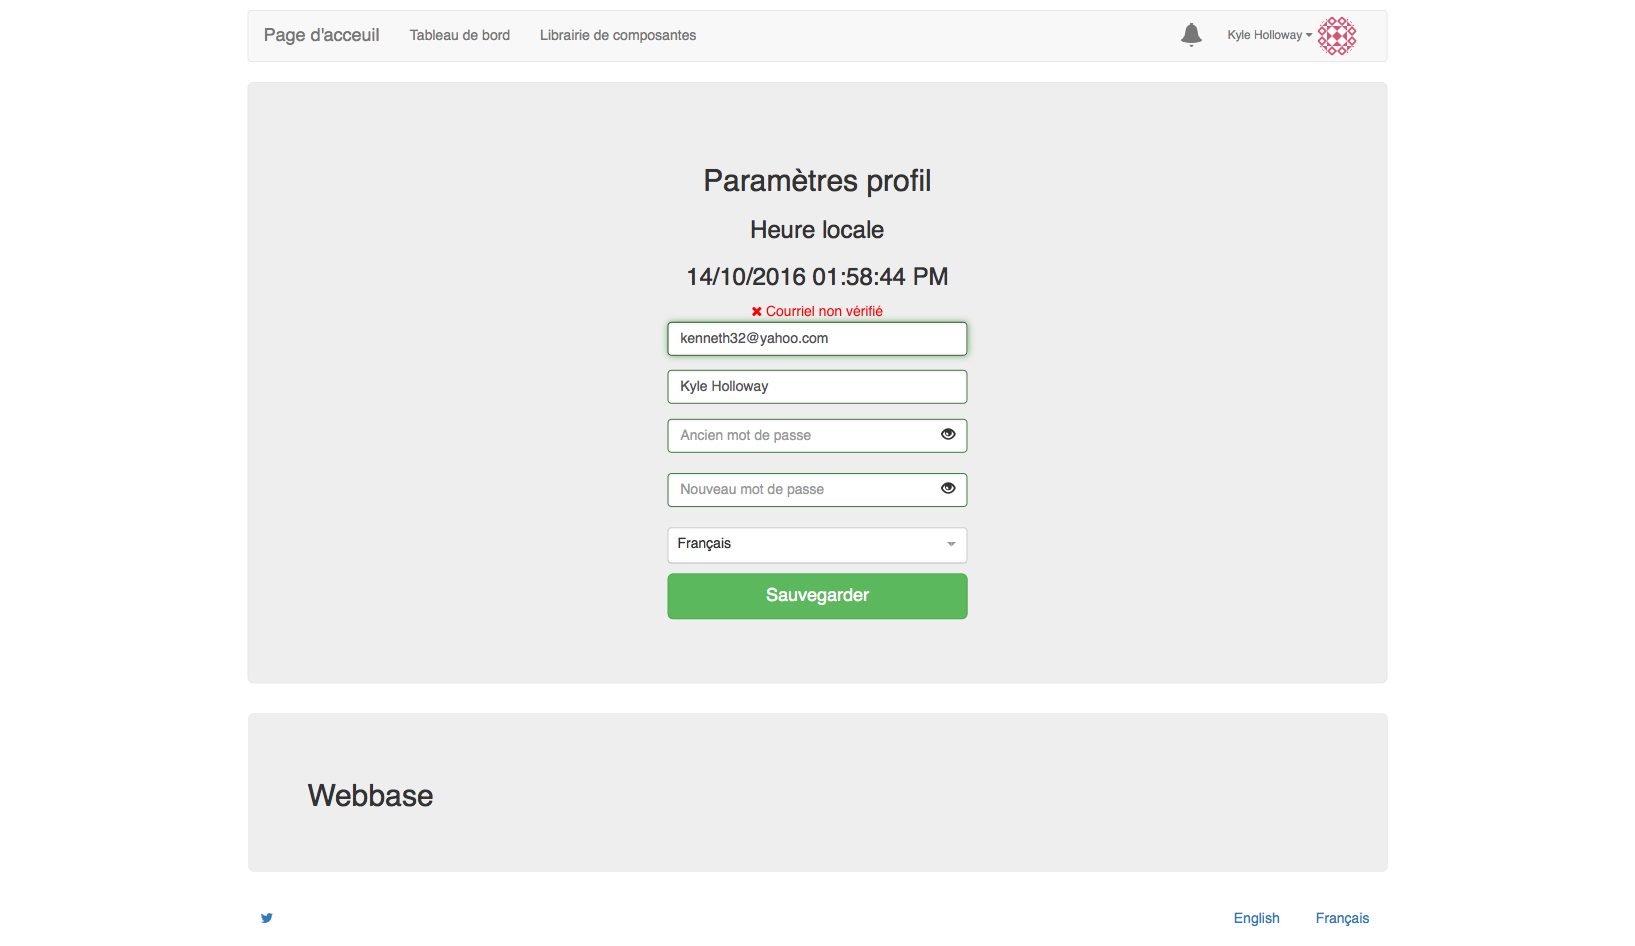 Page d'acceuil Tableau de bord Librairie de composantes Kyle Holloway
Paramètres profil
Heure locale
14/10/2016 01:58:44 PM
Courriel non vérifié
kenneth32@yahoo.com
Kyle Holloway
Ancien mot de passe
Nouveau mot de passe
Français
Sauvegarder
Webbase
English Français